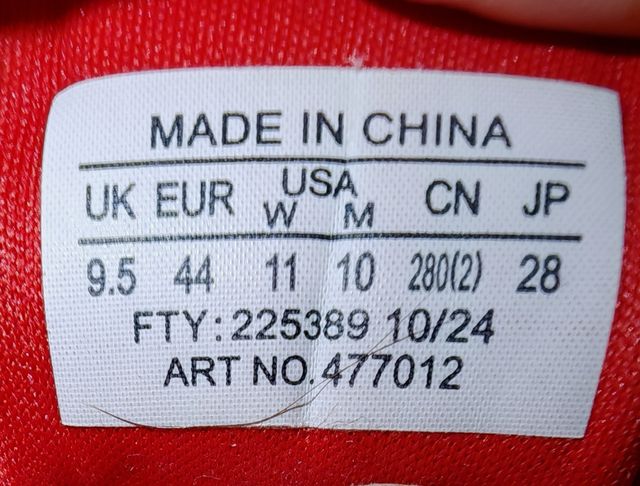 MADE IN CHINA
UK EUR USA CN JP
W M
9.5 44 11 10 280(2) 28
FTY: 225389 10/24
ART NO. 477012